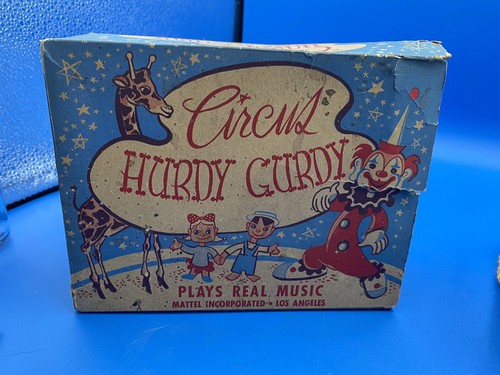 Circus
HURDY GURDY
PLAYS REAL MUSIC
MATTEL INCORPORATED - LOS ANGELES